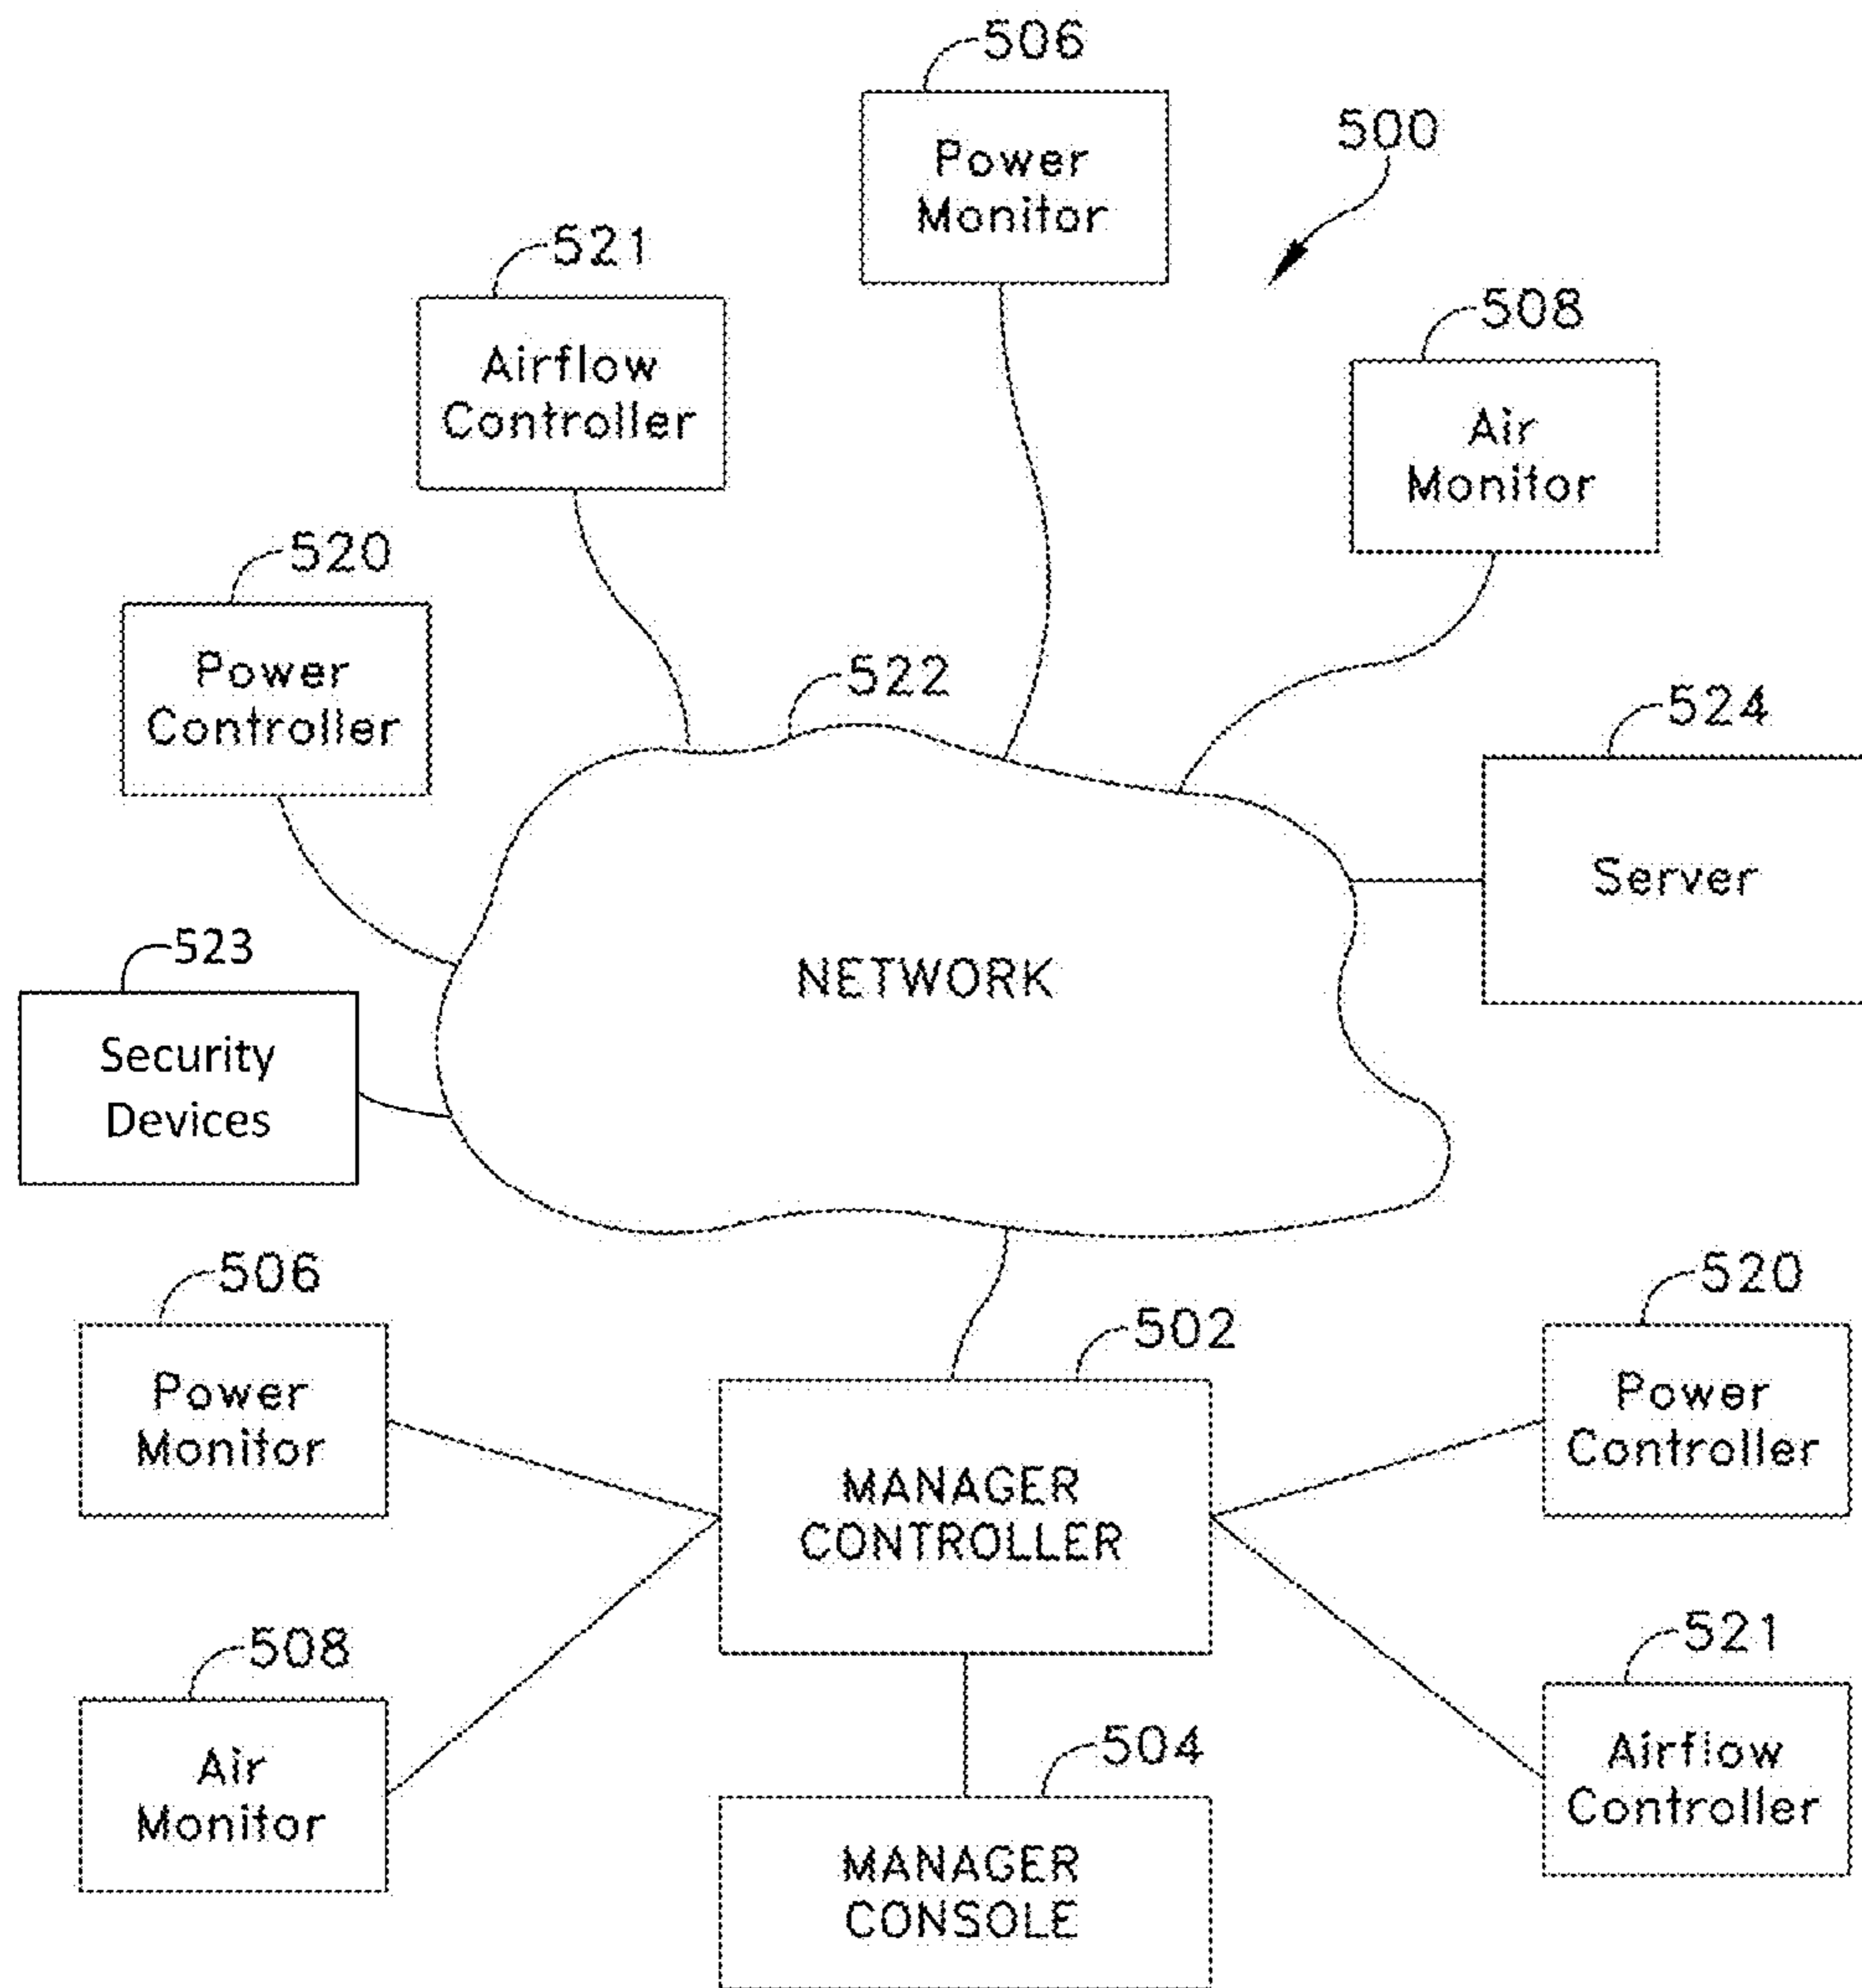 506
Power
Monitor
500
521
Airflow
Controller
508
Air
Monitor
520
Power
Controller
522
524
Server
523
Security
Devices
NETWORK
506
Power
Monitor
502
MANAGER
CONTROLLER
520
Power
Controller
508
Air
Monitor
504
MANAGER
CONSOLE
521
Airflow
Controller